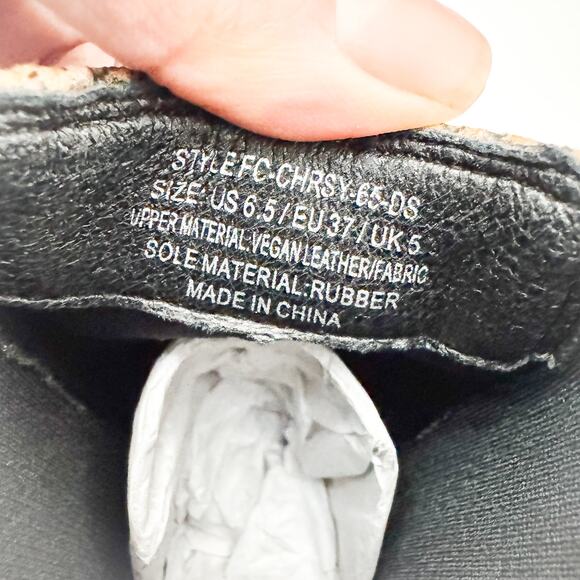 STYLE:FC-CHRSY-65-DS
SIZE: US 6.5 / EU 37 / UK 5
UPPER MATERIAL:VEGAN LEATHER/FABRIC
SOLE MATERIAL:RUBBER
MADE IN CHINA